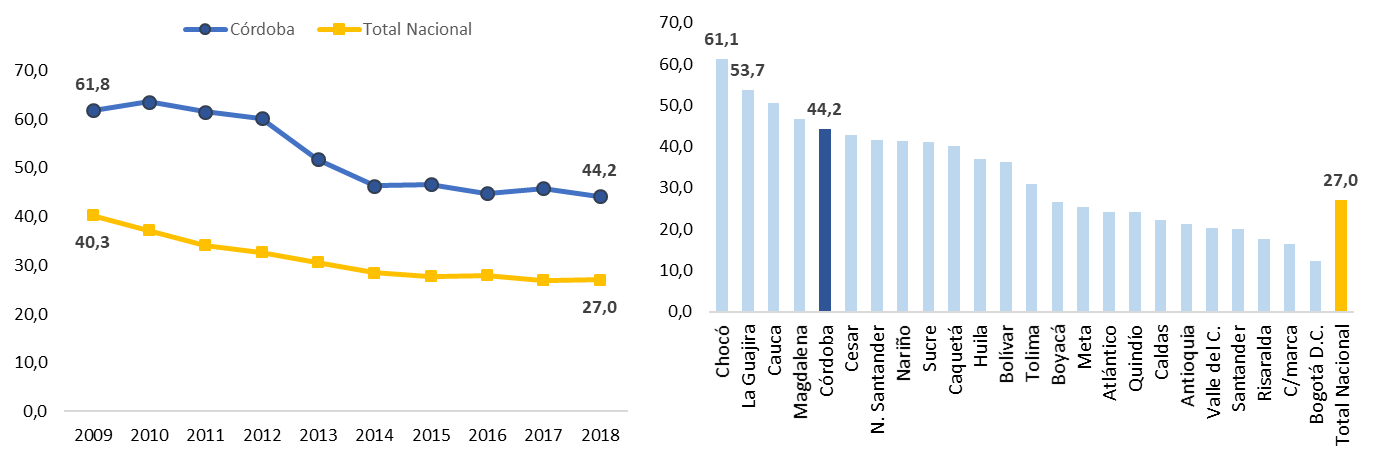 Córdoba Total Nacional
70,0
60,0
50,0
40,0
30,0
20,0
10,0
0,0
61,8
44,2
40,3
27,0
2009 2010 2011 2012 2013 2014 2015 2016 2017 2018
70,0
60,0
50,0
40,0
30,0
20,0
10,0
0,0
61,1
53,7
44,2
27,0
Chocó
La Guajira
Cauca
Magdalena
Córdoba
Cesar
N. Santander
Nariño
Sucre
Caquetá
Huila
Bolívar
Tolima
Boyacá
Meta
Atlántico
Quindío
Caldas
Antioquia
Valle del C.
Santander
Risaralda
C/marca
Bogotá D.C.
Total Nacional